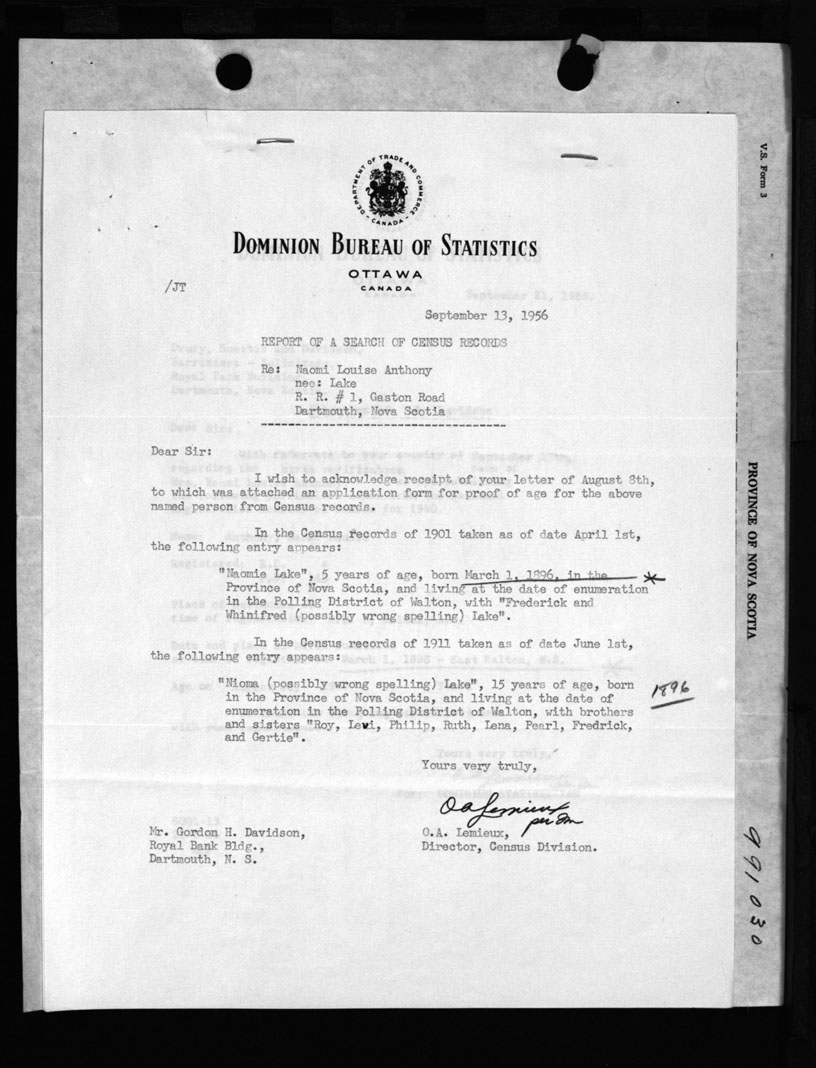 DEPARTMENT OF TRADE AND COMMERCE
- CANADA -
DOMINION BUREAU OF STATISTICS
OTTAWA
CANADA
/JT
September 13, 1956
REPORT OF A SEARCH OF CENSUS RECORDS
Re: Naomi Louise Anthony
nee: Lake
R. R. # 1, Gaston Road
Dartmouth, Nova Scotia
Dear Sir:
I wish to acknowledge receipt of your letter of August 8th,
to which was attached an application form for proof of age for the above
named person from Census records.
In the Census records of 1901 taken as of date April 1st,
the following entry appears:
"Naomie Lake", 5 years of age, born March 1, 1896, in the
Province of Nova Scotia, and living at the date of enumeration
in the Polling District of Walton, with "Frederick and
Whinifred (possibly wrong spelling) Lake".
In the Census records of 1911 taken as of date June 1st,
the following entry appears:
"Nioma (possibly wrong spelling) Lake", 15 years of age, born
in the Province of Nova Scotia, and living at the date of
enumeration in the Polling District of Walton, with brothers
and sisters "Roy, Levi, Philip, Ruth, Lena, Pearl, Fredrick,
and Gertie".
1896
Yours very truly,
O A Lemieux
per
O.A. Lemieux,
Director, Census Division.
Mr. Gordon H. Davidson,
Royal Bank Bldg.,
Dartmouth, N. S.
V.S. Form 3
PROVINCE OF NOVA SCOTIA
991030